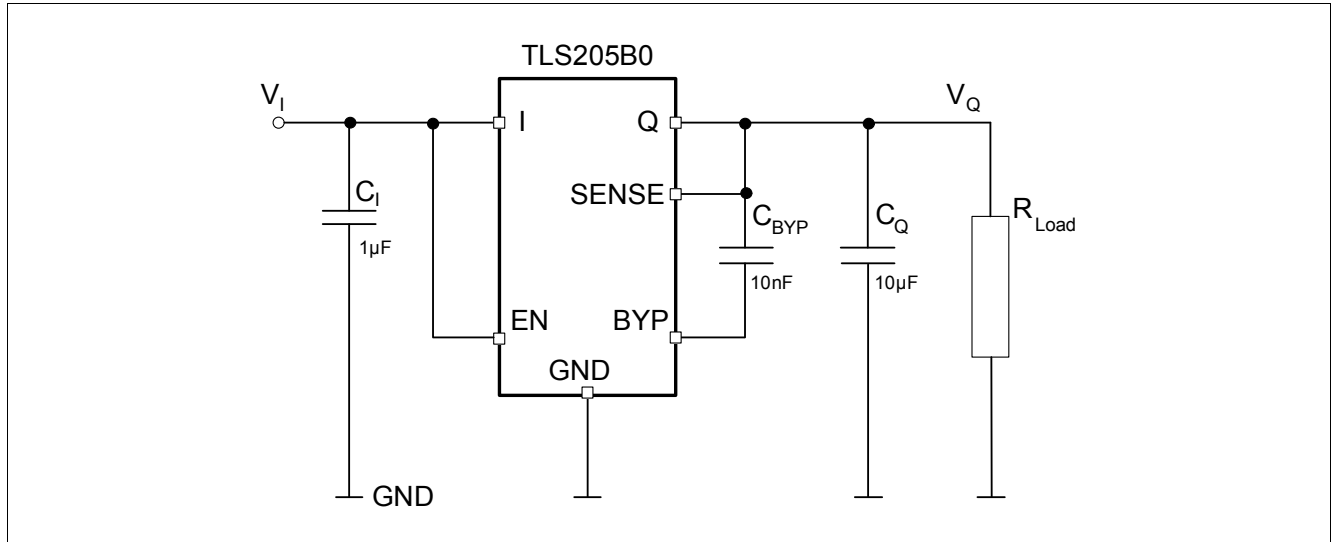 TLS205B0
V_I
V_Q
I
Q
SENSE
C_I
1µF
C_BYP
10nF
C_Q
10µF
R_Load
EN
BYP
GND
GND